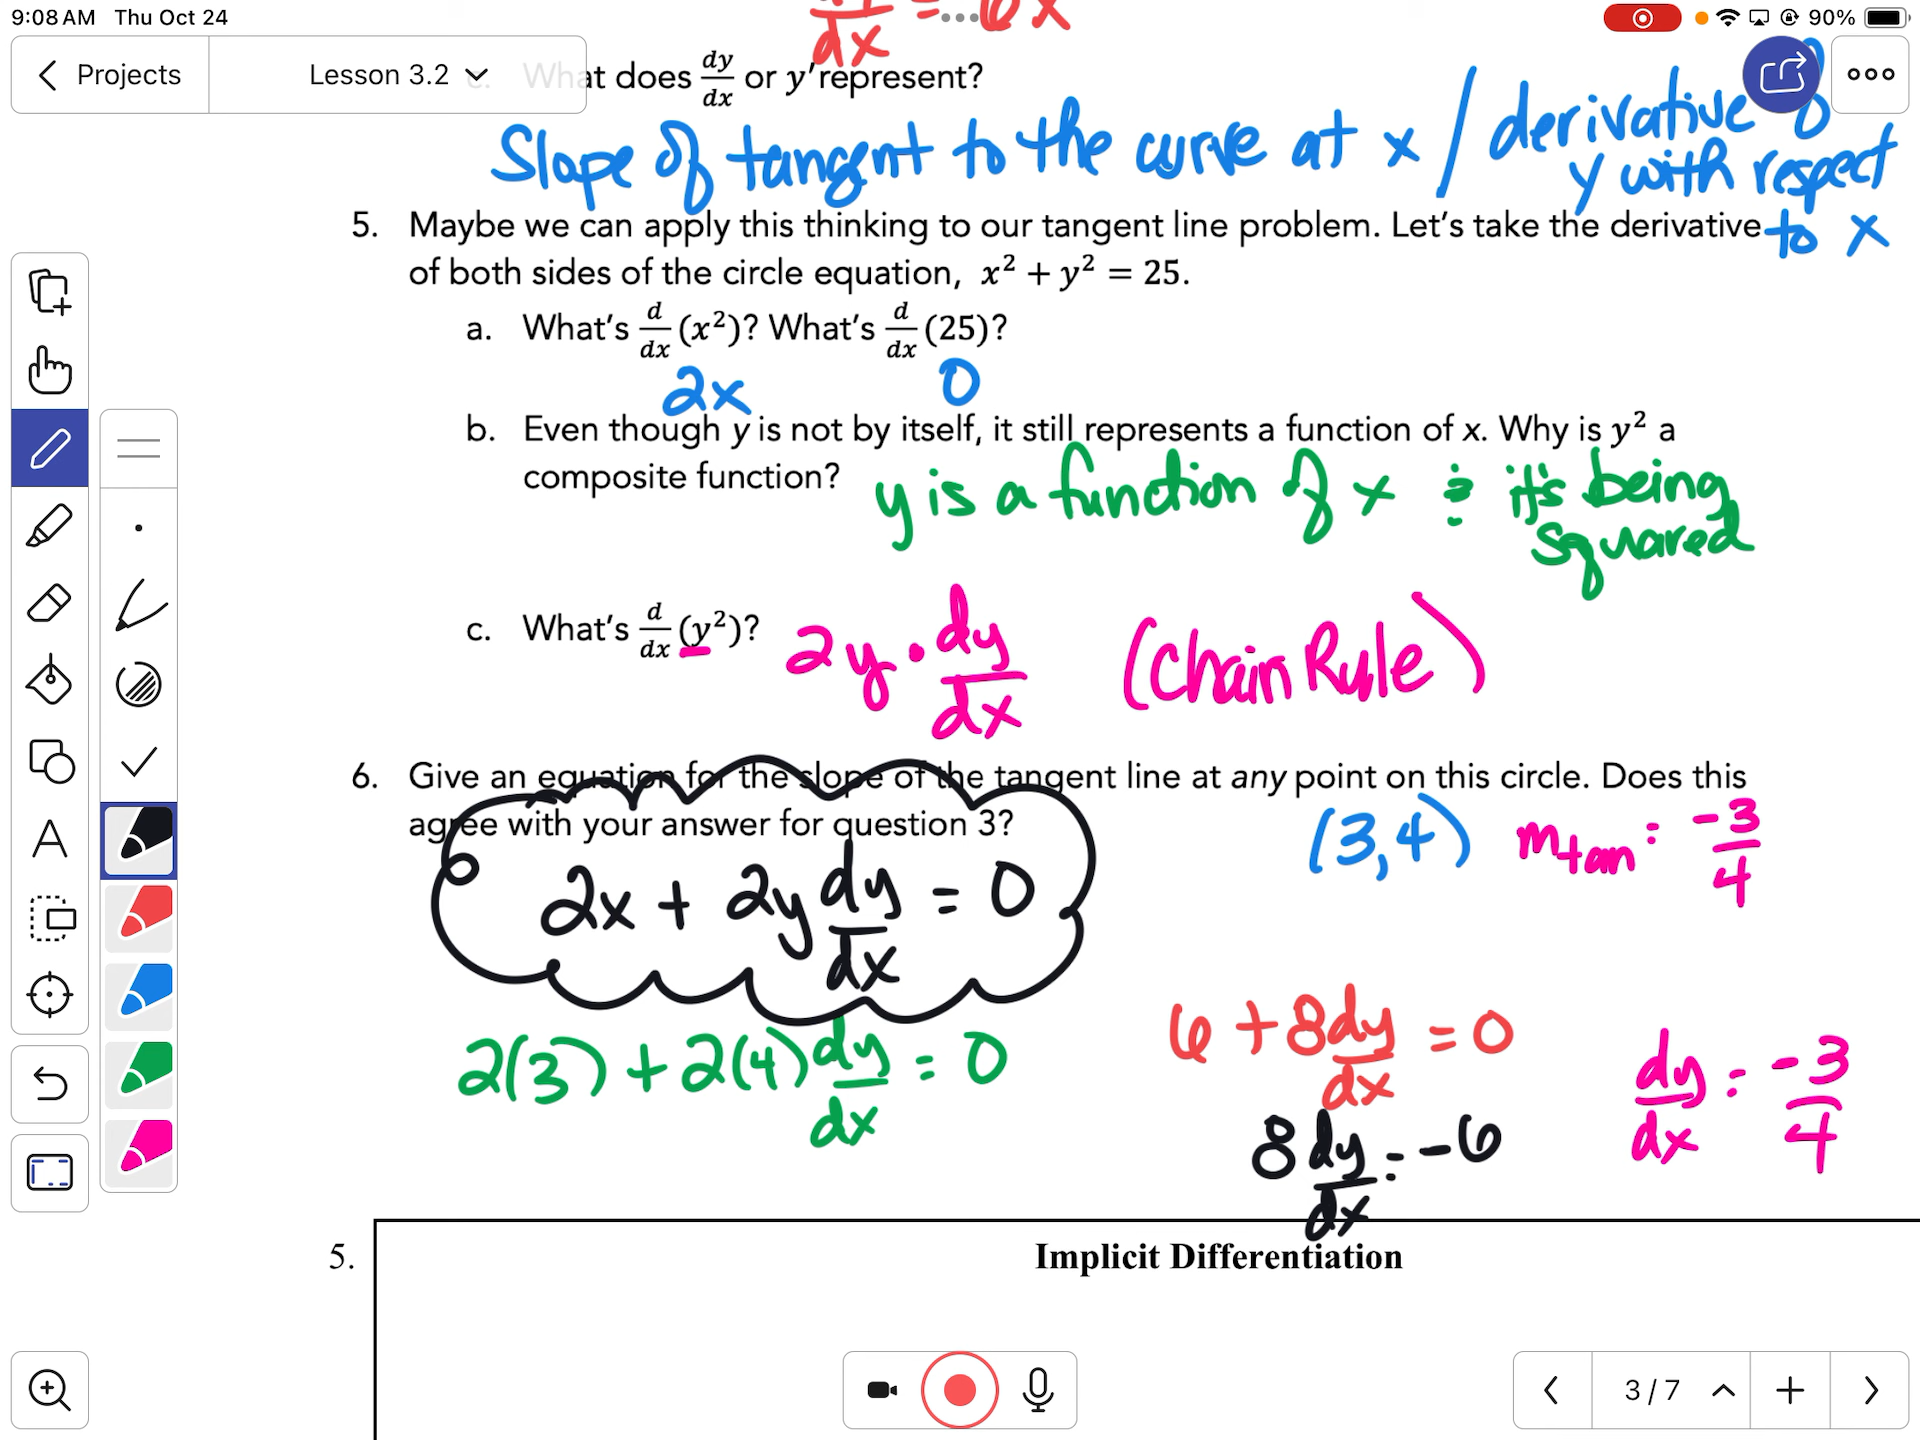 9:08 AM Thu Oct 24
90%
dx = 6x
Projects
Lesson 3.2
What does dy/dx or y' represent?
Slope of tangent to the curve at x / derivative of
y with respect
to x
5. Maybe we can apply this thinking to our tangent line problem. Let's take the derivative
of both sides of the circle equation, x² + y² = 25.
a. What's d/dx (x²)? What's d/dx (25)?
2x 0
b. Even though y is not by itself, it still represents a function of x. Why is y² a
composite function?
y is a function of x & it's being
squared
c. What's d/dx (y²)?
2y · dy/dx (Chain Rule)
6. Give an equation for the slope of the tangent line at any point on this circle. Does this
agree with your answer for question 3?
(3,4) mtan = -3/4
2x + 2y dy/dx = 0
2(3) + 2(4) dy/dx = 0
6 + 8 dy/dx = 0
8 dy/dx = -6
dy/dx = -3/4
5. Implicit Differentiation
A
3 / 7